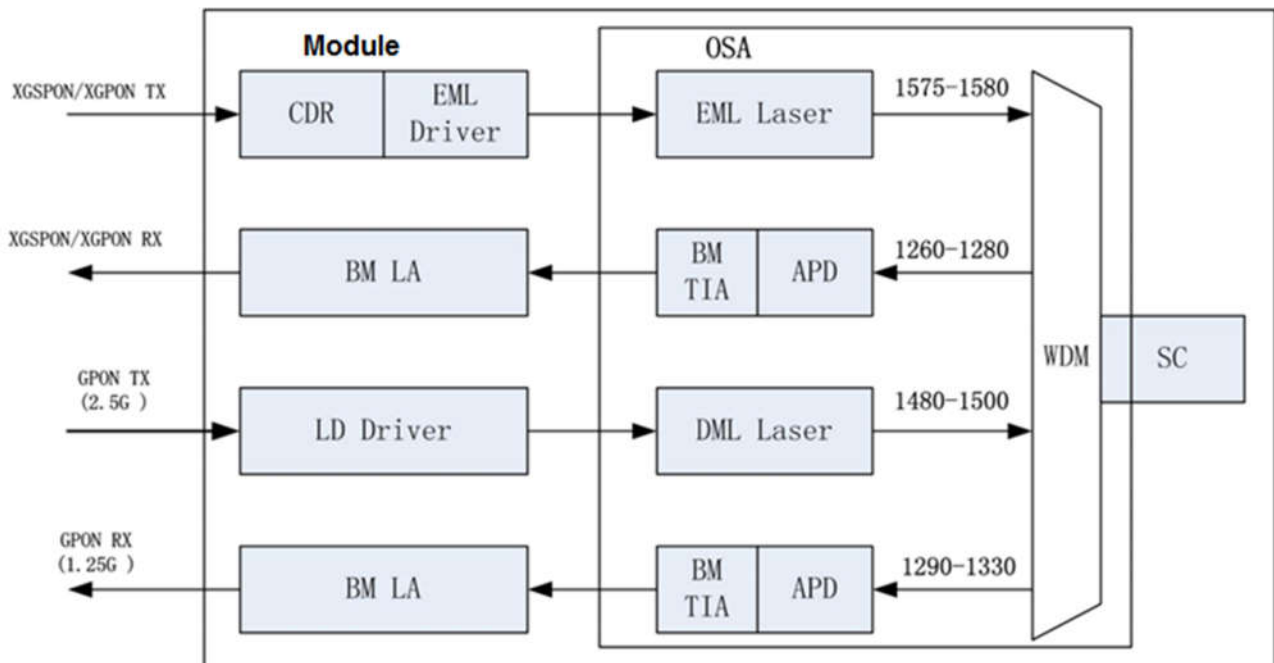 Module
OSA
XGSPON/XGPON TX
CDR
EML
Driver
EML Laser
1575-1580
XGSPON/XGPON RX
BM LA
BM
TIA
APD
1260-1280
WDM
SC
GPON TX
(2.5G )
LD Driver
DML Laser
1480-1500
GPON RX
(1.25G )
BM LA
BM
TIA
APD
1290-1330